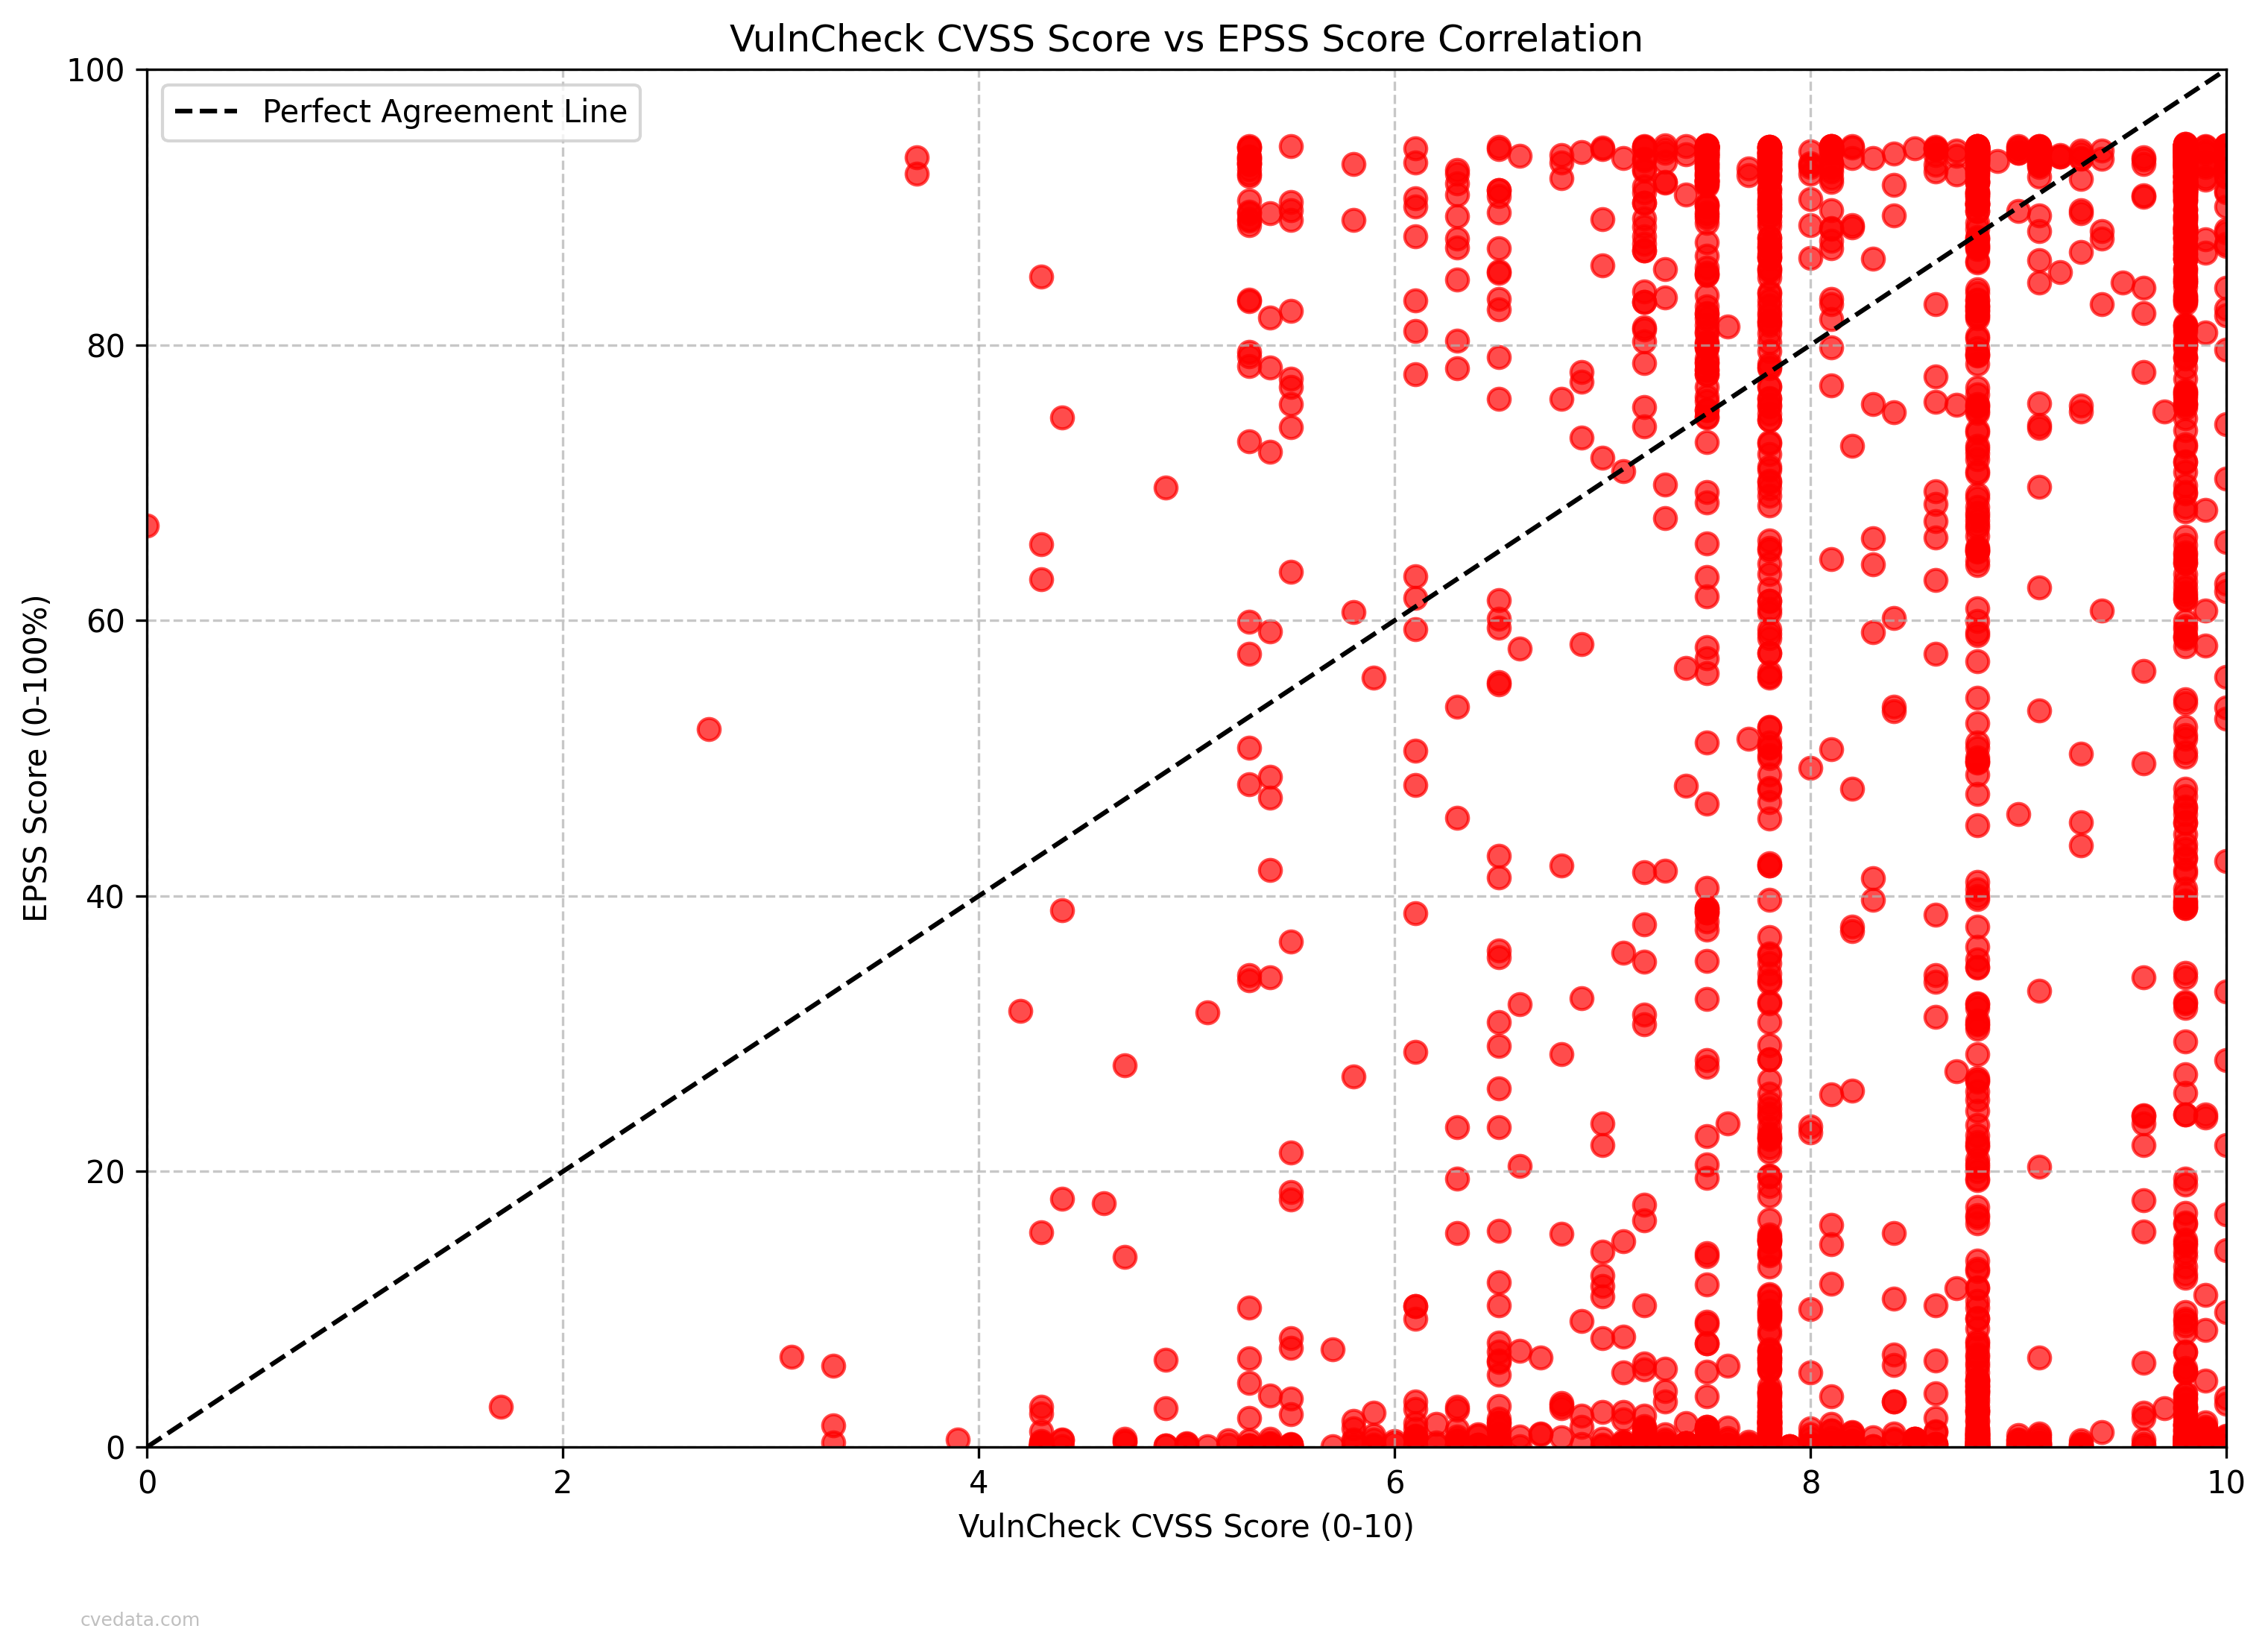 VulnCheck CVSS Score vs EPSS Score Correlation
Perfect Agreement Line
EPSS Score (0-100%)
100
80
60
40
20
0
0 2 4 6 8 10
VulnCheck CVSS Score (0-10)
cvedata.com